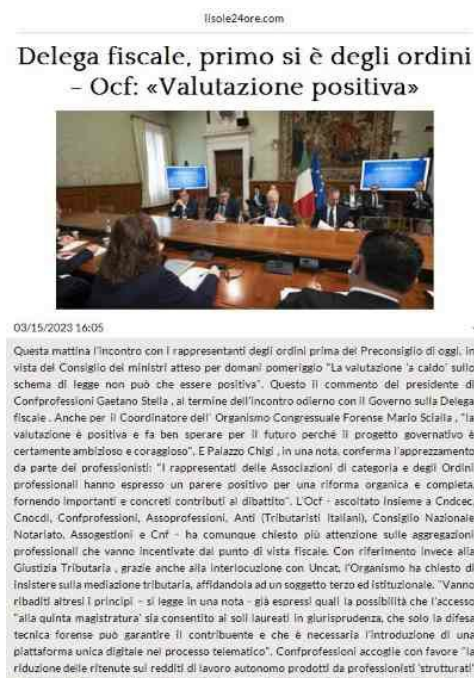 ilsole24ore.com
Delega fiscale, primo si è degli ordini
– Ocf: «Valutazione positiva»
03/15/2023 16:05
Questa mattina l'incontro con i rappresentanti degli ordini prima del Preconsiglio di oggi, in
vista del Consiglio dei ministri atteso per domani pomeriggio "La valutazione 'a caldo' sullo
schema di legge non può che essere positiva". Questo il commento del presidente di
Confprofessioni Gaetano Stella , al termine dell'incontro odierno con il Governo sulla Delega
fiscale . Anche per il Coordinatore dell' Organismo Congressuale Forense Mario Scialla , "la
valutazione è positiva e fa ben sperare per il futuro perché il progetto governativo è
certamente ambizioso e coraggioso". E Palazzo Chigi , in una nota, conferma l'apprezzamento
da parte dei professionisti: "I rappresentati delle Associazioni di categoria e degli Ordini
professionali hanno espresso un parere positivo per una riforma organica e completa,
fornendo importanti e concreti contributi al dibattito". L'Ocf - ascoltato insieme a Cndcec,
Cnocdl, Confprofessioni, Assoprofessioni, Anti (Tributaristi Italiani), Consiglio Nazionale
Notariato, Assogestioni e Cnf - ha comunque chiesto più attenzione sulle aggregazioni
professionali che vanno incentivate dal punto di vista fiscale. Con riferimento invece alla
Giustizia Tributaria , grazie anche alla interlocuzione con Uncat, l'Organismo ha chiesto di
insistere sulla mediazione tributaria, affidandola ad un soggetto terzo ed istituzionale. "Vanno
ribaditi altresì i principi – si legge in una nota - già espressi quali la possibilità che l'accesso
"alla quinta magistratura' sia consentito ai soli laureati in giurisprudenza, che solo la difesa
tecnica forense può garantire il contribuente e che è necessaria l'introduzione di una
piattaforma unica digitale nel processo telematico". Confprofessioni accoglie con favore "la
riduzione delle ritenute sui redditi di lavoro autonomo prodotti da professionisti 'strutturati'